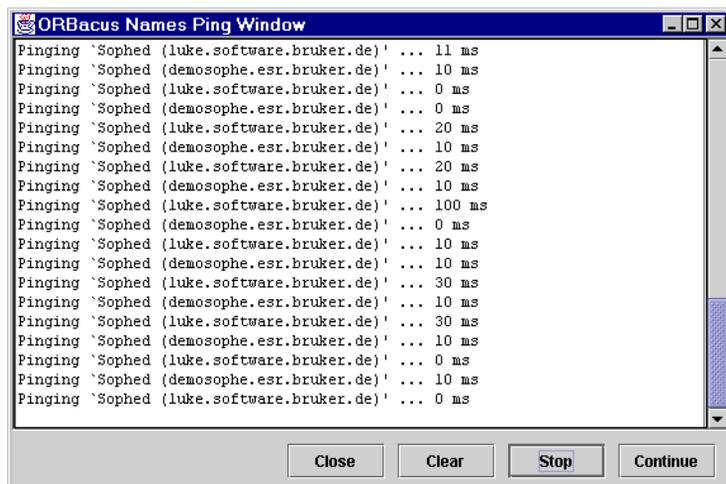 ORBacus Names Ping Window
Pinging `Sophed (luke.software.bruker.de)' ... 11 ms
Pinging `Sophed (demosophe.esr.bruker.de)' ... 10 ms
Pinging `Sophed (luke.software.bruker.de)' ... 0 ms
Pinging `Sophed (demosophe.esr.bruker.de)' ... 0 ms
Pinging `Sophed (luke.software.bruker.de)' ... 20 ms
Pinging `Sophed (demosophe.esr.bruker.de)' ... 10 ms
Pinging `Sophed (luke.software.bruker.de)' ... 20 ms
Pinging `Sophed (demosophe.esr.bruker.de)' ... 10 ms
Pinging `Sophed (luke.software.bruker.de)' ... 100 ms
Pinging `Sophed (demosophe.esr.bruker.de)' ... 0 ms
Pinging `Sophed (luke.software.bruker.de)' ... 10 ms
Pinging `Sophed (demosophe.esr.bruker.de)' ... 10 ms
Pinging `Sophed (luke.software.bruker.de)' ... 30 ms
Pinging `Sophed (demosophe.esr.bruker.de)' ... 10 ms
Pinging `Sophed (luke.software.bruker.de)' ... 30 ms
Pinging `Sophed (demosophe.esr.bruker.de)' ... 10 ms
Pinging `Sophed (luke.software.bruker.de)' ... 0 ms
Pinging `Sophed (demosophe.esr.bruker.de)' ... 10 ms
Pinging `Sophed (luke.software.bruker.de)' ... 0 ms
Close Clear Stop Continue